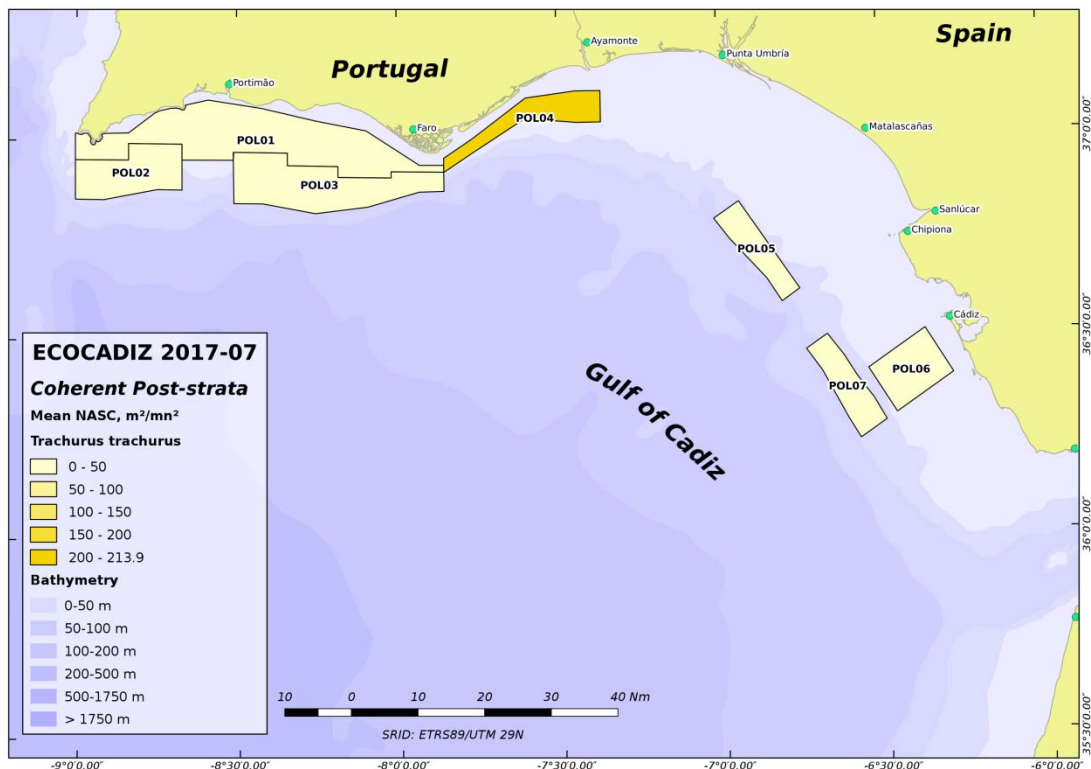 Spain
Ayamonte
Punta Umbría
Portugal
Portimão
POL04
Faro
Matalascañas
37°0'0.00"
POL01
POL02
POL03
Sanlúcar
Chipiona
POL05
Cádiz
36°30'0.00"
ECOCADIZ 2017-07
Coherent Post-strata
Mean NASC, m²/mn²
Trachurus trachurus
0 - 50
50 - 100
100 - 150
150 - 200
200 - 213.9
Bathymetry
0-50 m
50-100 m
100-200 m
200-500 m
500-1750 m
> 1750 m
POL06
POL07
Gulf of Cadiz
36°0'0.00"
10 0 10 20 30 40 Nm
SRID: ETRS89/UTM 29N
35°30'0.00"
-9°0'0.00" -8°30'0.00" -8°0'0.00" -7°30'0.00" -7°0'0.00" -6°30'0.00" -6°0'0.00"